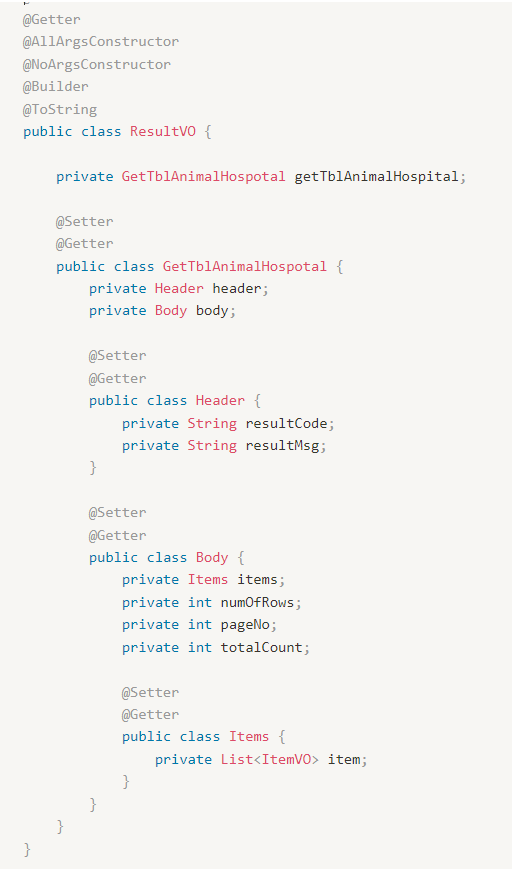 @Getter
@AllArgsConstructor
@NoArgsConstructor
@Builder
@ToString
public class ResultVO {
private GetTblAnimalHospotal getTblAnimalHospital;
@Setter
@Getter
public class GetTblAnimalHospotal {
private Header header;
private Body body;
@Setter
@Getter
public class Header {
private String resultCode;
private String resultMsg;
}
@Setter
@Getter
public class Body {
private Items items;
private int numOfRows;
private int pageNo;
private int totalCount;
@Setter
@Getter
public class Items {
private List<ItemVO> item;
}
}
}
}